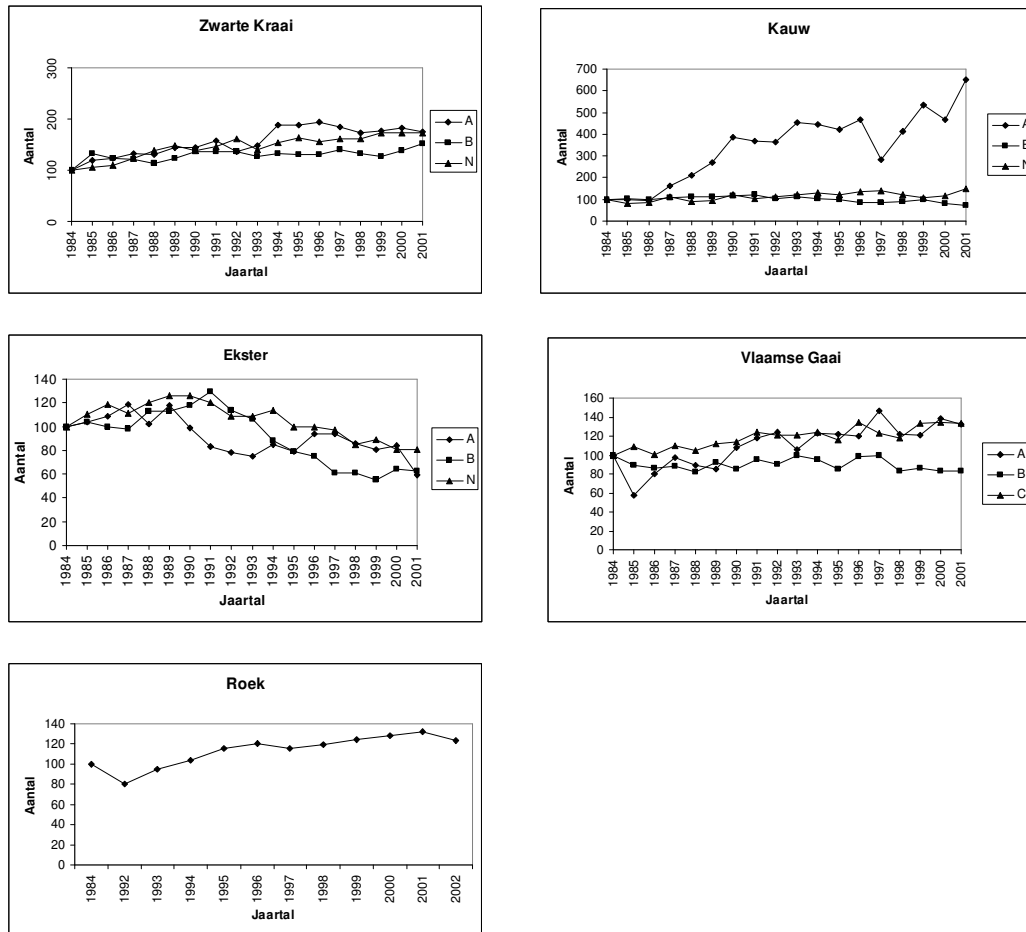 Zwarte Kraai
300
200
100
0
Aantal
1984 1985 1986 1987 1988 1989 1990 1991 1992 1993 1994 1995 1996 1997 1998 1999 2000 2001
Jaartal
A
B
N
Kauw
700
600
500
400
300
200
100
0
Aantal
1984 1985 1986 1987 1988 1989 1990 1991 1992 1993 1994 1995 1996 1997 1998 1999 2000 2001
Jaartal
A
B
N
Ekster
140
120
100
80
60
40
20
0
Aantal
1984 1985 1986 1987 1988 1989 1990 1991 1992 1993 1994 1995 1996 1997 1998 1999 2000 2001
Jaartal
A
B
N
Vlaamse Gaai
160
140
120
100
80
60
40
20
0
Aantal
1984 1985 1986 1987 1988 1989 1990 1991 1992 1993 1994 1995 1996 1997 1998 1999 2000 2001
Jaartal
A
B
C
Roek
140
120
100
80
60
40
20
0
Aantal
1984 1992 1993 1994 1995 1996 1997 1998 1999 2000 2001 2002
Jaartal